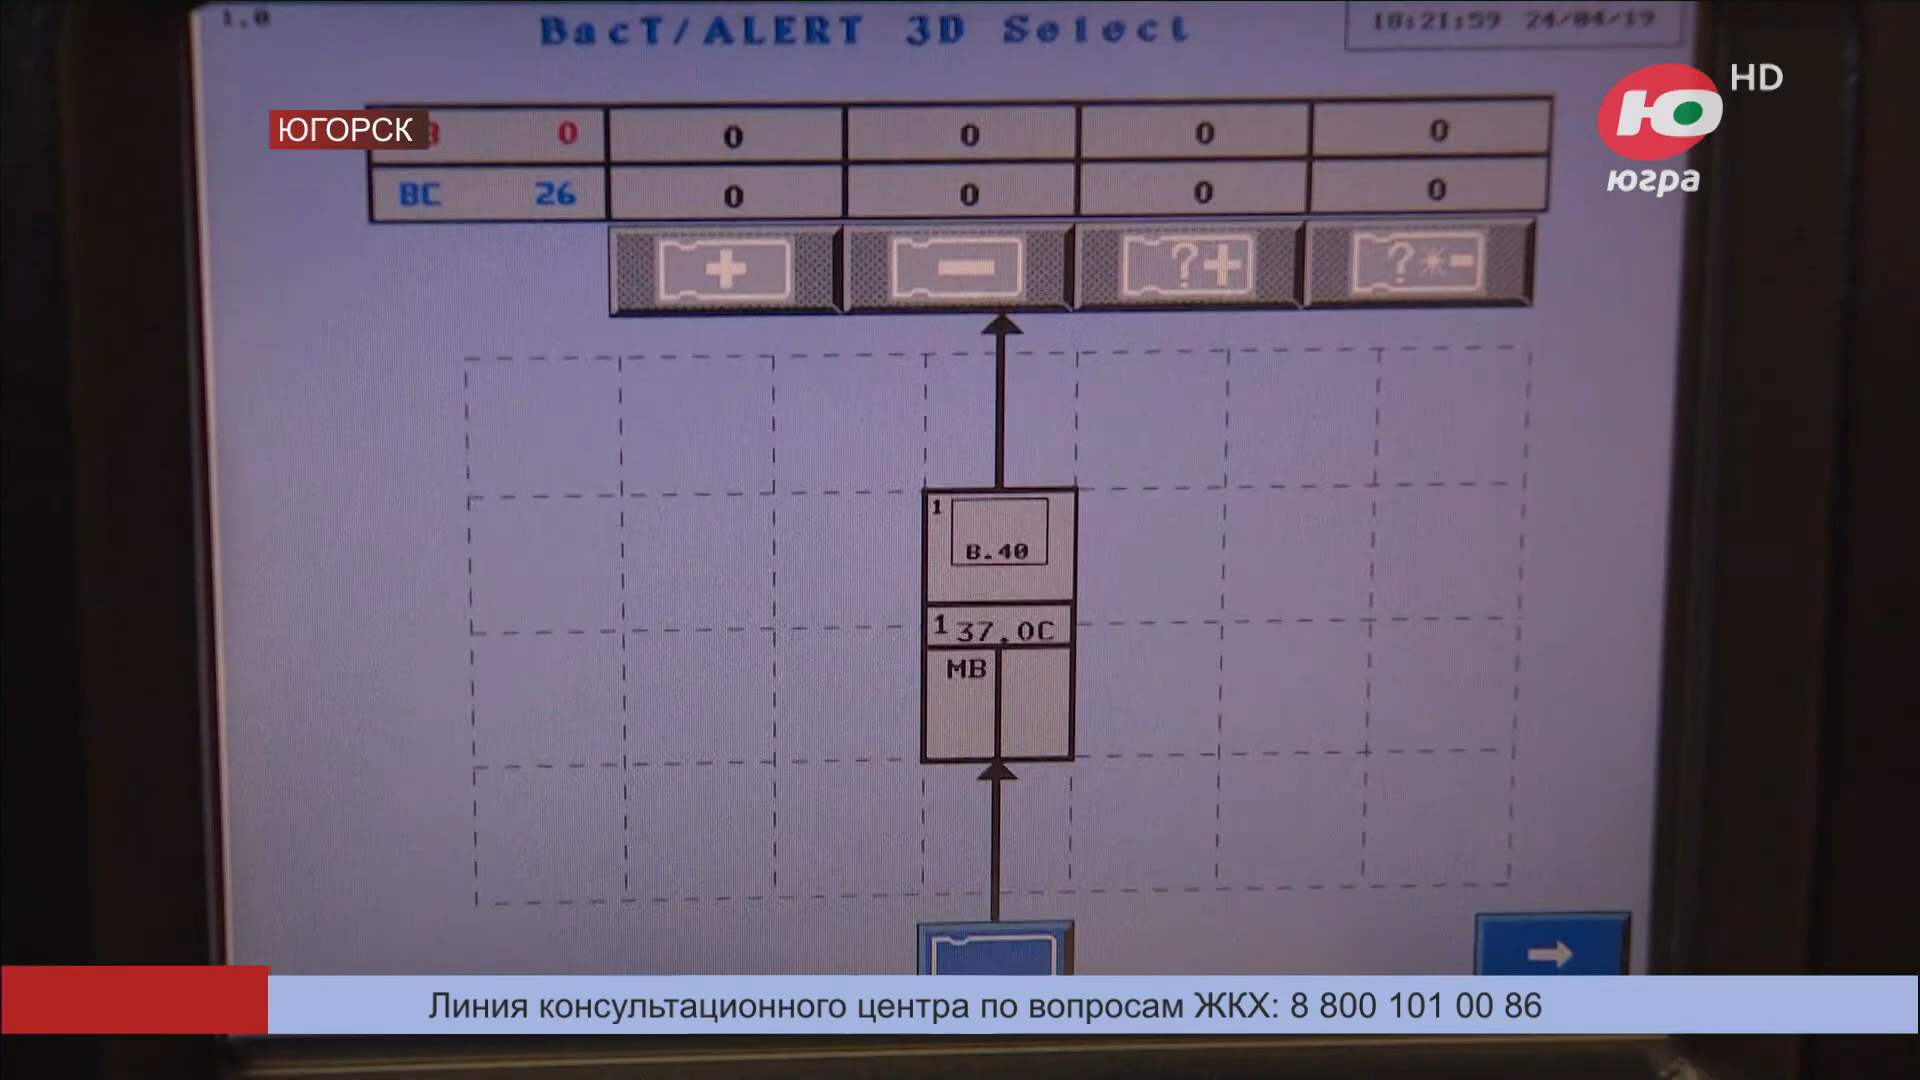 1.0
BacT/ALERT 3D Select
18:21:59 24/04/19
HD
ЮГОРСК
0 0 0 0 0
BC 26 0 0 0 0
+ - ?+ ?*-
Ю
югра
1
B.40
1 37.0C
MB
Линия консультационного центра по вопросам ЖКХ: 8 800 101 00 86